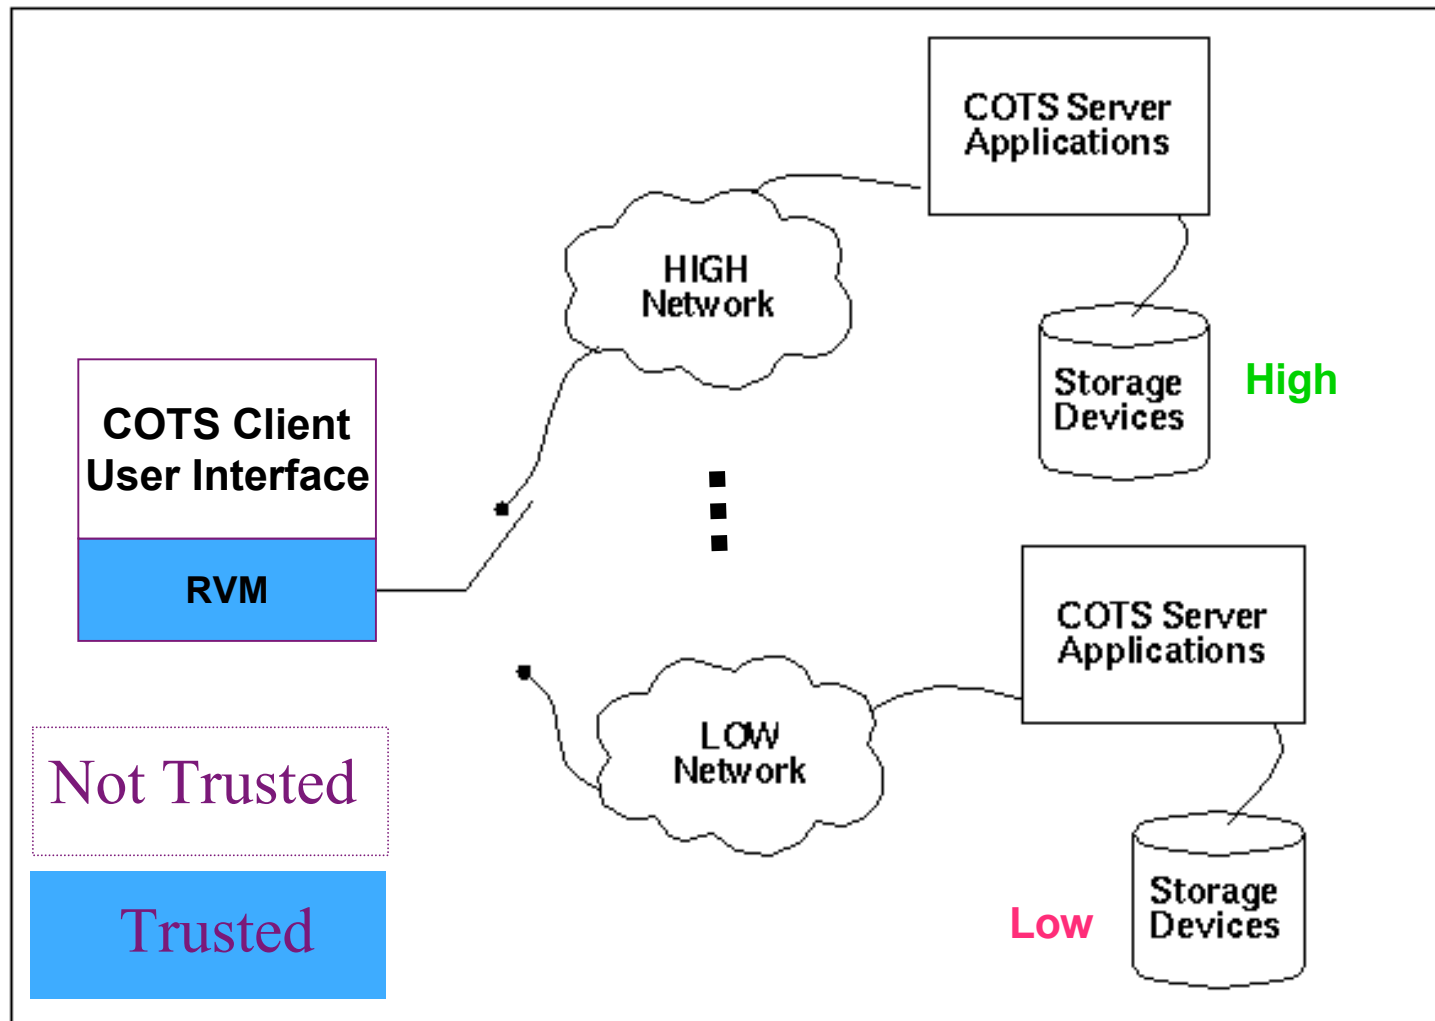 COTS Server
Applications
HIGH
Network
Storage
Devices
High
COTS Client
User Interface
RVM
COTS Server
Applications
LOW
Network
Storage
Devices
Low
Not Trusted
Trusted